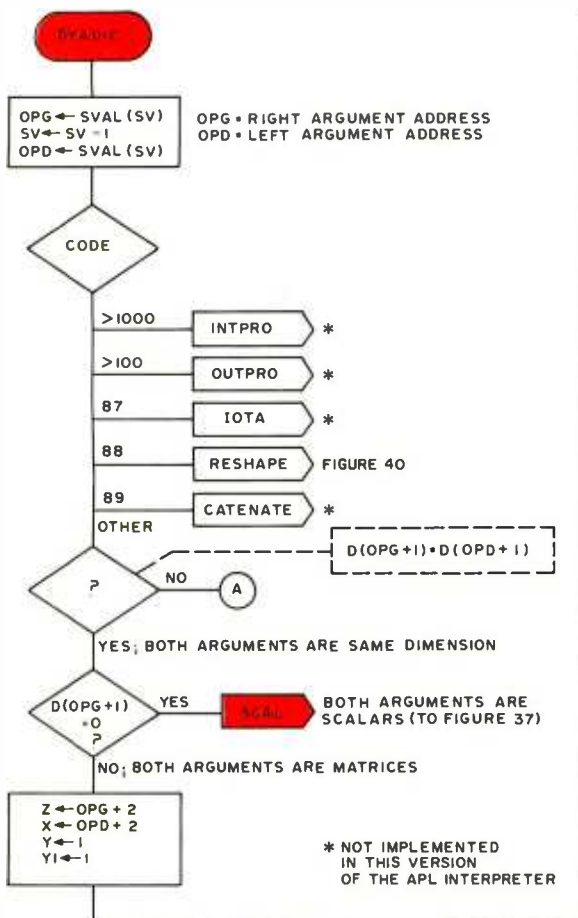 DYADIC
OPG ← SVAL (SV)
SV ← SV - 1
OPD ← SVAL (SV)
OPG = RIGHT ARGUMENT ADDRESS
OPD = LEFT ARGUMENT ADDRESS
CODE
>1000
INTPRO
*
>100
OUTPRO
*
87
IOTA
*
88
RESHAPE
FIGURE 40
89
CATENATE
*
OTHER
D(OPG+1) = D(OPD+1)
?
NO
A
YES; BOTH ARGUMENTS ARE SAME DIMENSION
D(OPG+1)
=0
?
YES
SCAL
BOTH ARGUMENTS ARE
SCALARS (TO FIGURE 37)
NO; BOTH ARGUMENTS ARE MATRICES
Z ← OPG + 2
X ← OPD + 2
Y ← 1
Y1 ← 1
* NOT IMPLEMENTED
IN THIS VERSION
OF THE APL INTERPRETER